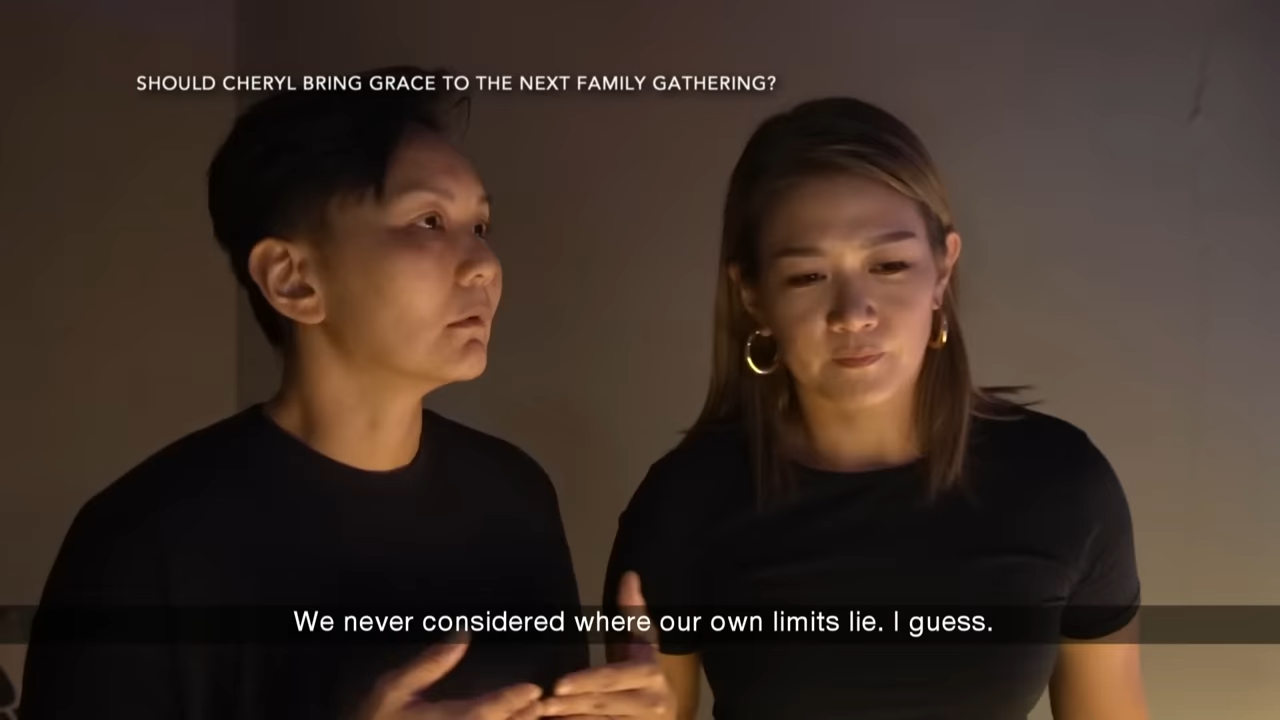 SHOULD CHERYL BRING GRACE TO THE NEXT FAMILY GATHERING?
We never considered where our own limits lie. I guess.